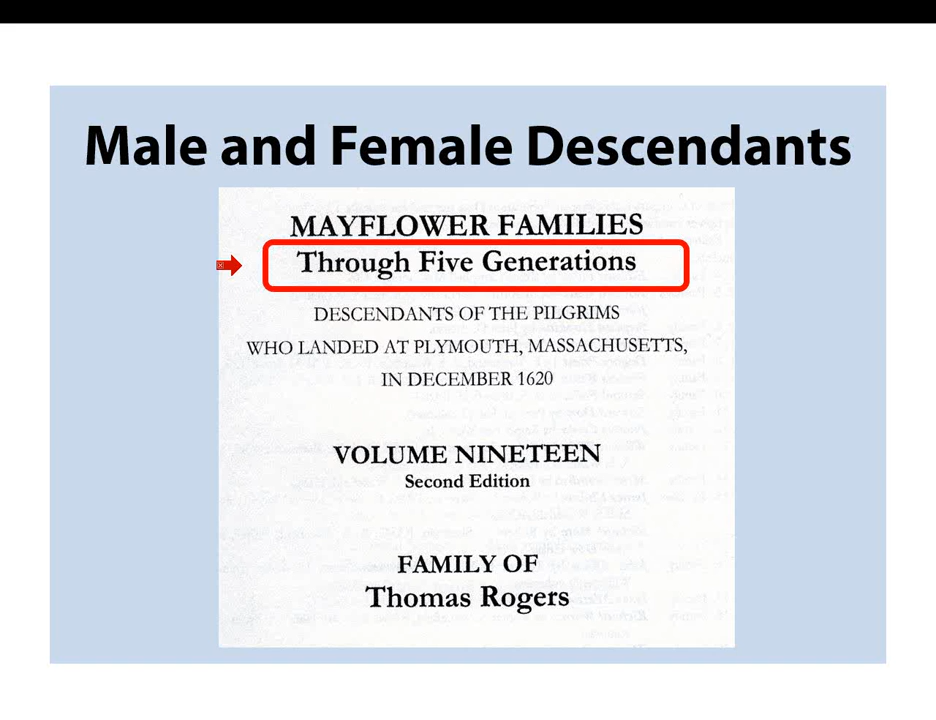 Male and Female Descendants
MAYFLOWER FAMILIES
Through Five Generations
DESCENDANTS OF THE PILGRIMS
WHO LANDED AT PLYMOUTH, MASSACHUSETTS,
IN DECEMBER 1620
VOLUME NINETEEN
Second Edition
FAMILY OF
Thomas Rogers